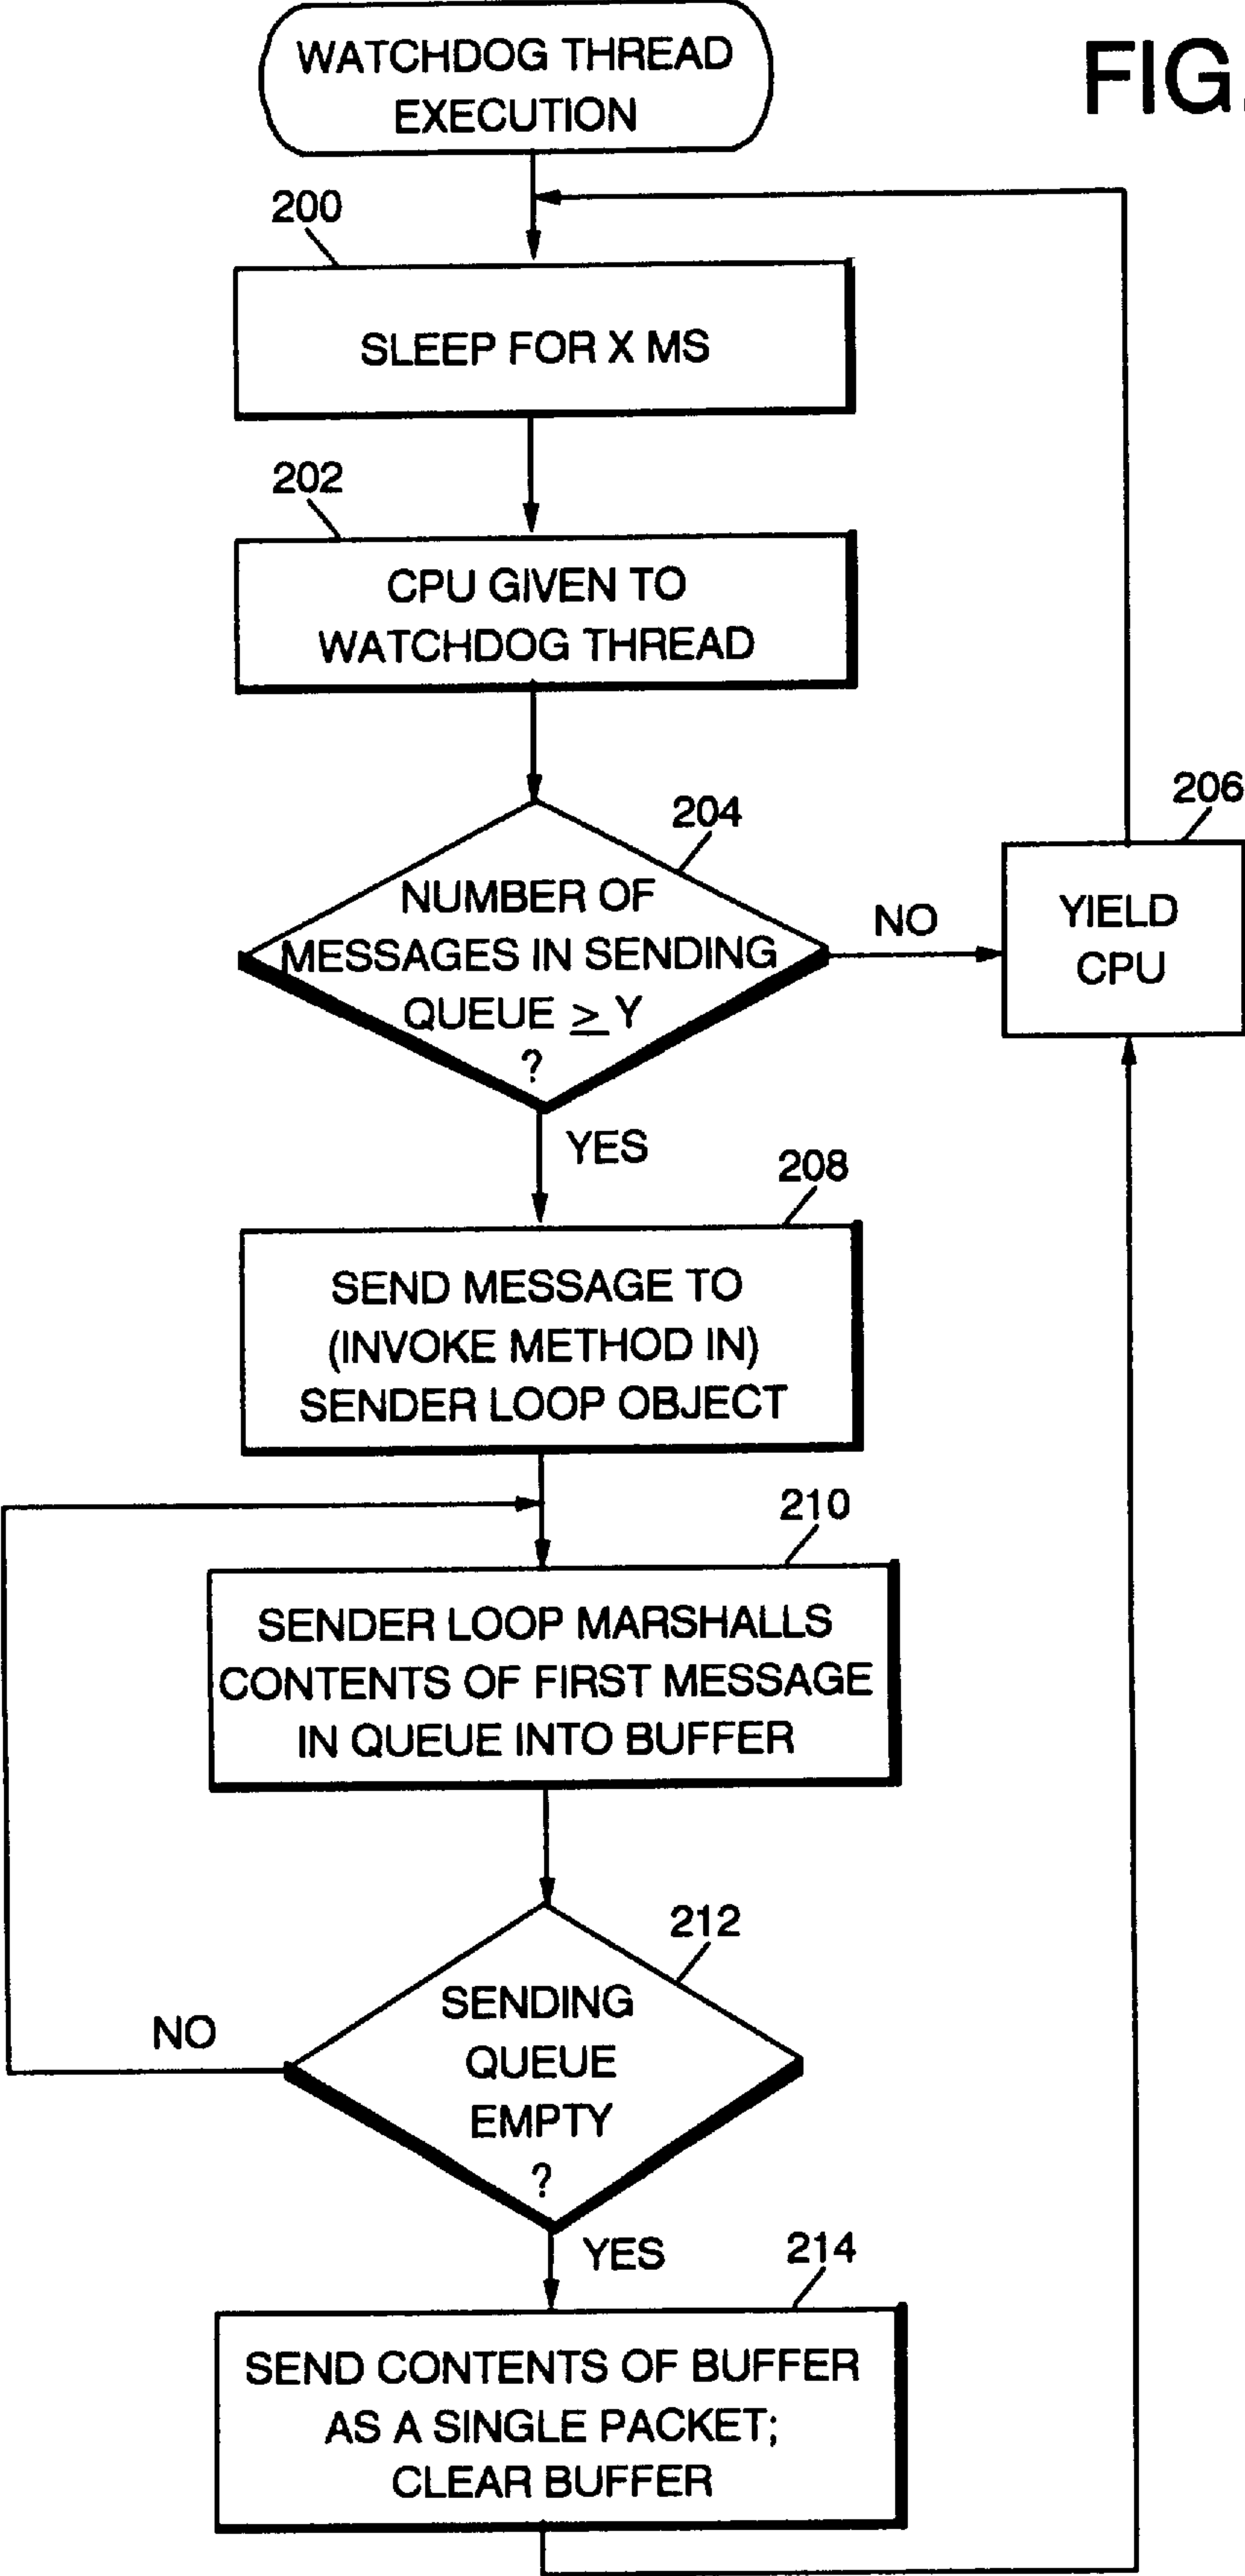 WATCHDOG THREAD
EXECUTION
FIG.
200
SLEEP FOR X MS
202
CPU GIVEN TO
WATCHDOG THREAD
204
NUMBER OF
MESSAGES IN SENDING
QUEUE ≥ Y
?
NO
206
YIELD
CPU
YES
208
SEND MESSAGE TO
(INVOKE METHOD IN)
SENDER LOOP OBJECT
210
SENDER LOOP MARSHALLS
CONTENTS OF FIRST MESSAGE
IN QUEUE INTO BUFFER
212
SENDING
QUEUE
EMPTY
?
NO
YES
214
SEND CONTENTS OF BUFFER
AS A SINGLE PACKET;
CLEAR BUFFER